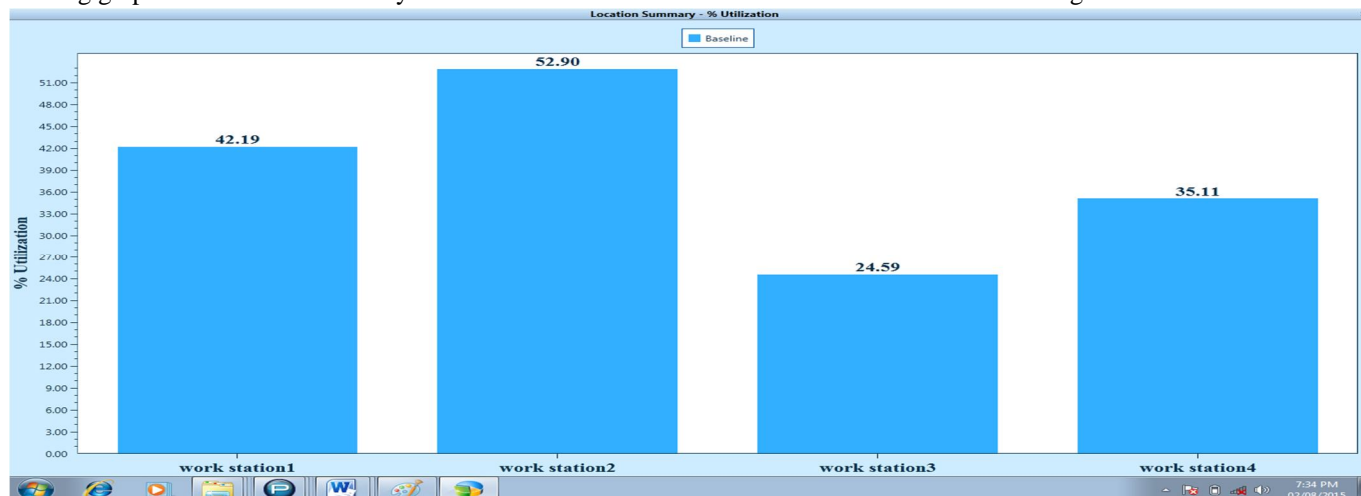 Location Summary - % Utilization
Baseline
% Utilization
51.00
48.00
45.00
42.00
39.00
36.00
33.00
30.00
27.00
24.00
21.00
18.00
15.00
12.00
9.00
6.00
3.00
0.00
42.19
52.90
24.59
35.11
work station1
work station2
work station3
work station4
7:34 PM